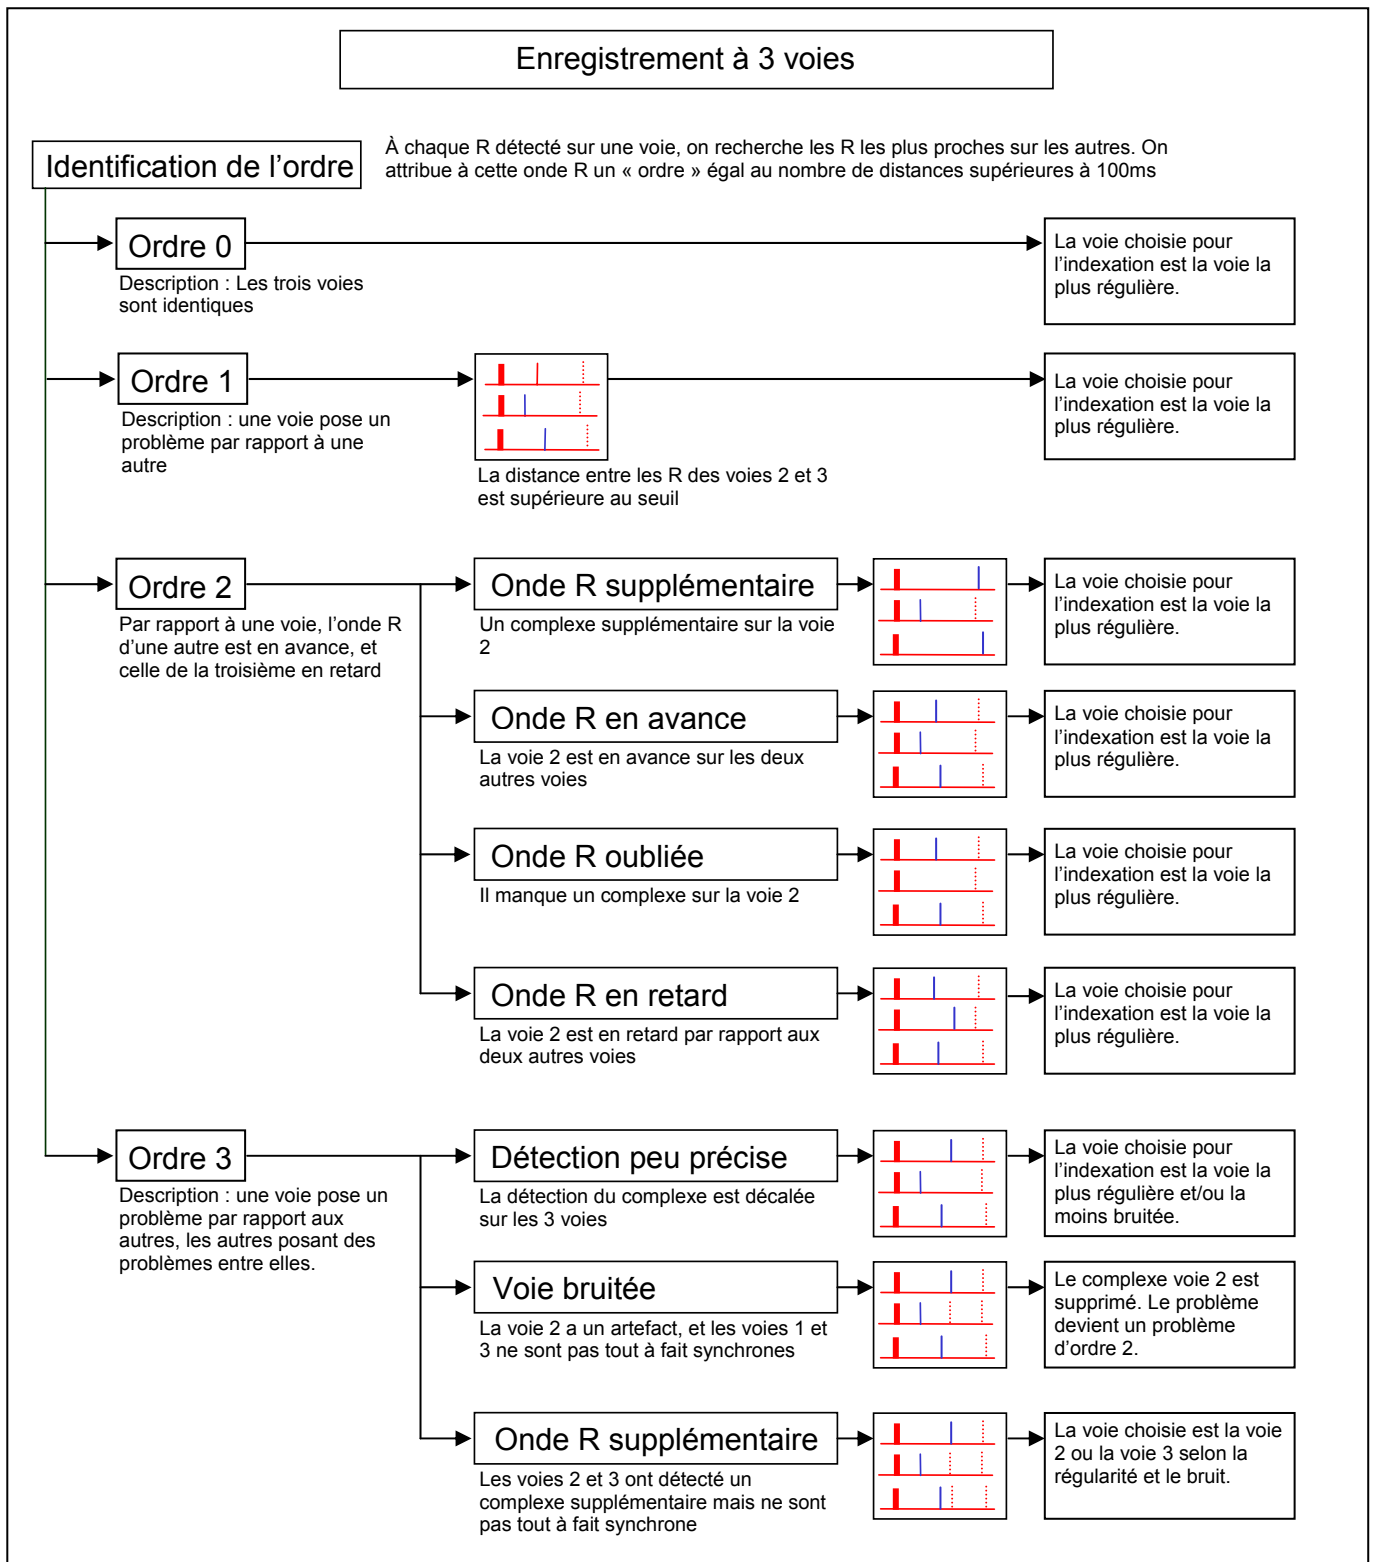 Enregistrement à 3 voies
Identification de l'ordre
À chaque R détecté sur une voie, on recherche les R les plus proches sur les autres. On
attribue à cette onde R un « ordre » égal au nombre de distances supérieures à 100ms
Ordre 0
Description : Les trois voies
sont identiques
La voie choisie pour
l'indexation est la voie la
plus régulière.
Ordre 1
Description : une voie pose un
problème par rapport à une
autre
La distance entre les R des voies 2 et 3
est supérieure au seuil
La voie choisie pour
l'indexation est la voie la
plus régulière.
Ordre 2
Par rapport à une voie, l'onde R
d'une autre est en avance, et
celle de la troisième en retard
Onde R supplémentaire
Un complexe supplémentaire sur la voie
2
La voie choisie pour
l'indexation est la voie la
plus régulière.
Onde R en avance
La voie 2 est en avance sur les deux
autres voies
La voie choisie pour
l'indexation est la voie la
plus régulière.
Onde R oubliée
Il manque un complexe sur la voie 2
La voie choisie pour
l'indexation est la voie la
plus régulière.
Onde R en retard
La voie 2 est en retard par rapport aux
deux autres voies
La voie choisie pour
l'indexation est la voie la
plus régulière.
Ordre 3
Description : une voie pose un
problème par rapport aux
autres, les autres posant des
problèmes entre elles.
Détection peu précise
La détection du complexe est décalée
sur les 3 voies
La voie choisie pour
l'indexation est la voie la
plus régulière et/ou la
moins bruitée.
Voie bruitée
La voie 2 a un artefact, et les voies 1 et
3 ne sont pas tout à fait synchrones
Le complexe voie 2 est
supprimé. Le problème
devient un problème
d'ordre 2.
Onde R supplémentaire
Les voies 2 et 3 ont détecté un
complexe supplémentaire mais ne sont
pas tout à fait synchrone
La voie choisie est la voie
2 ou la voie 3 selon la
régularité et le bruit.